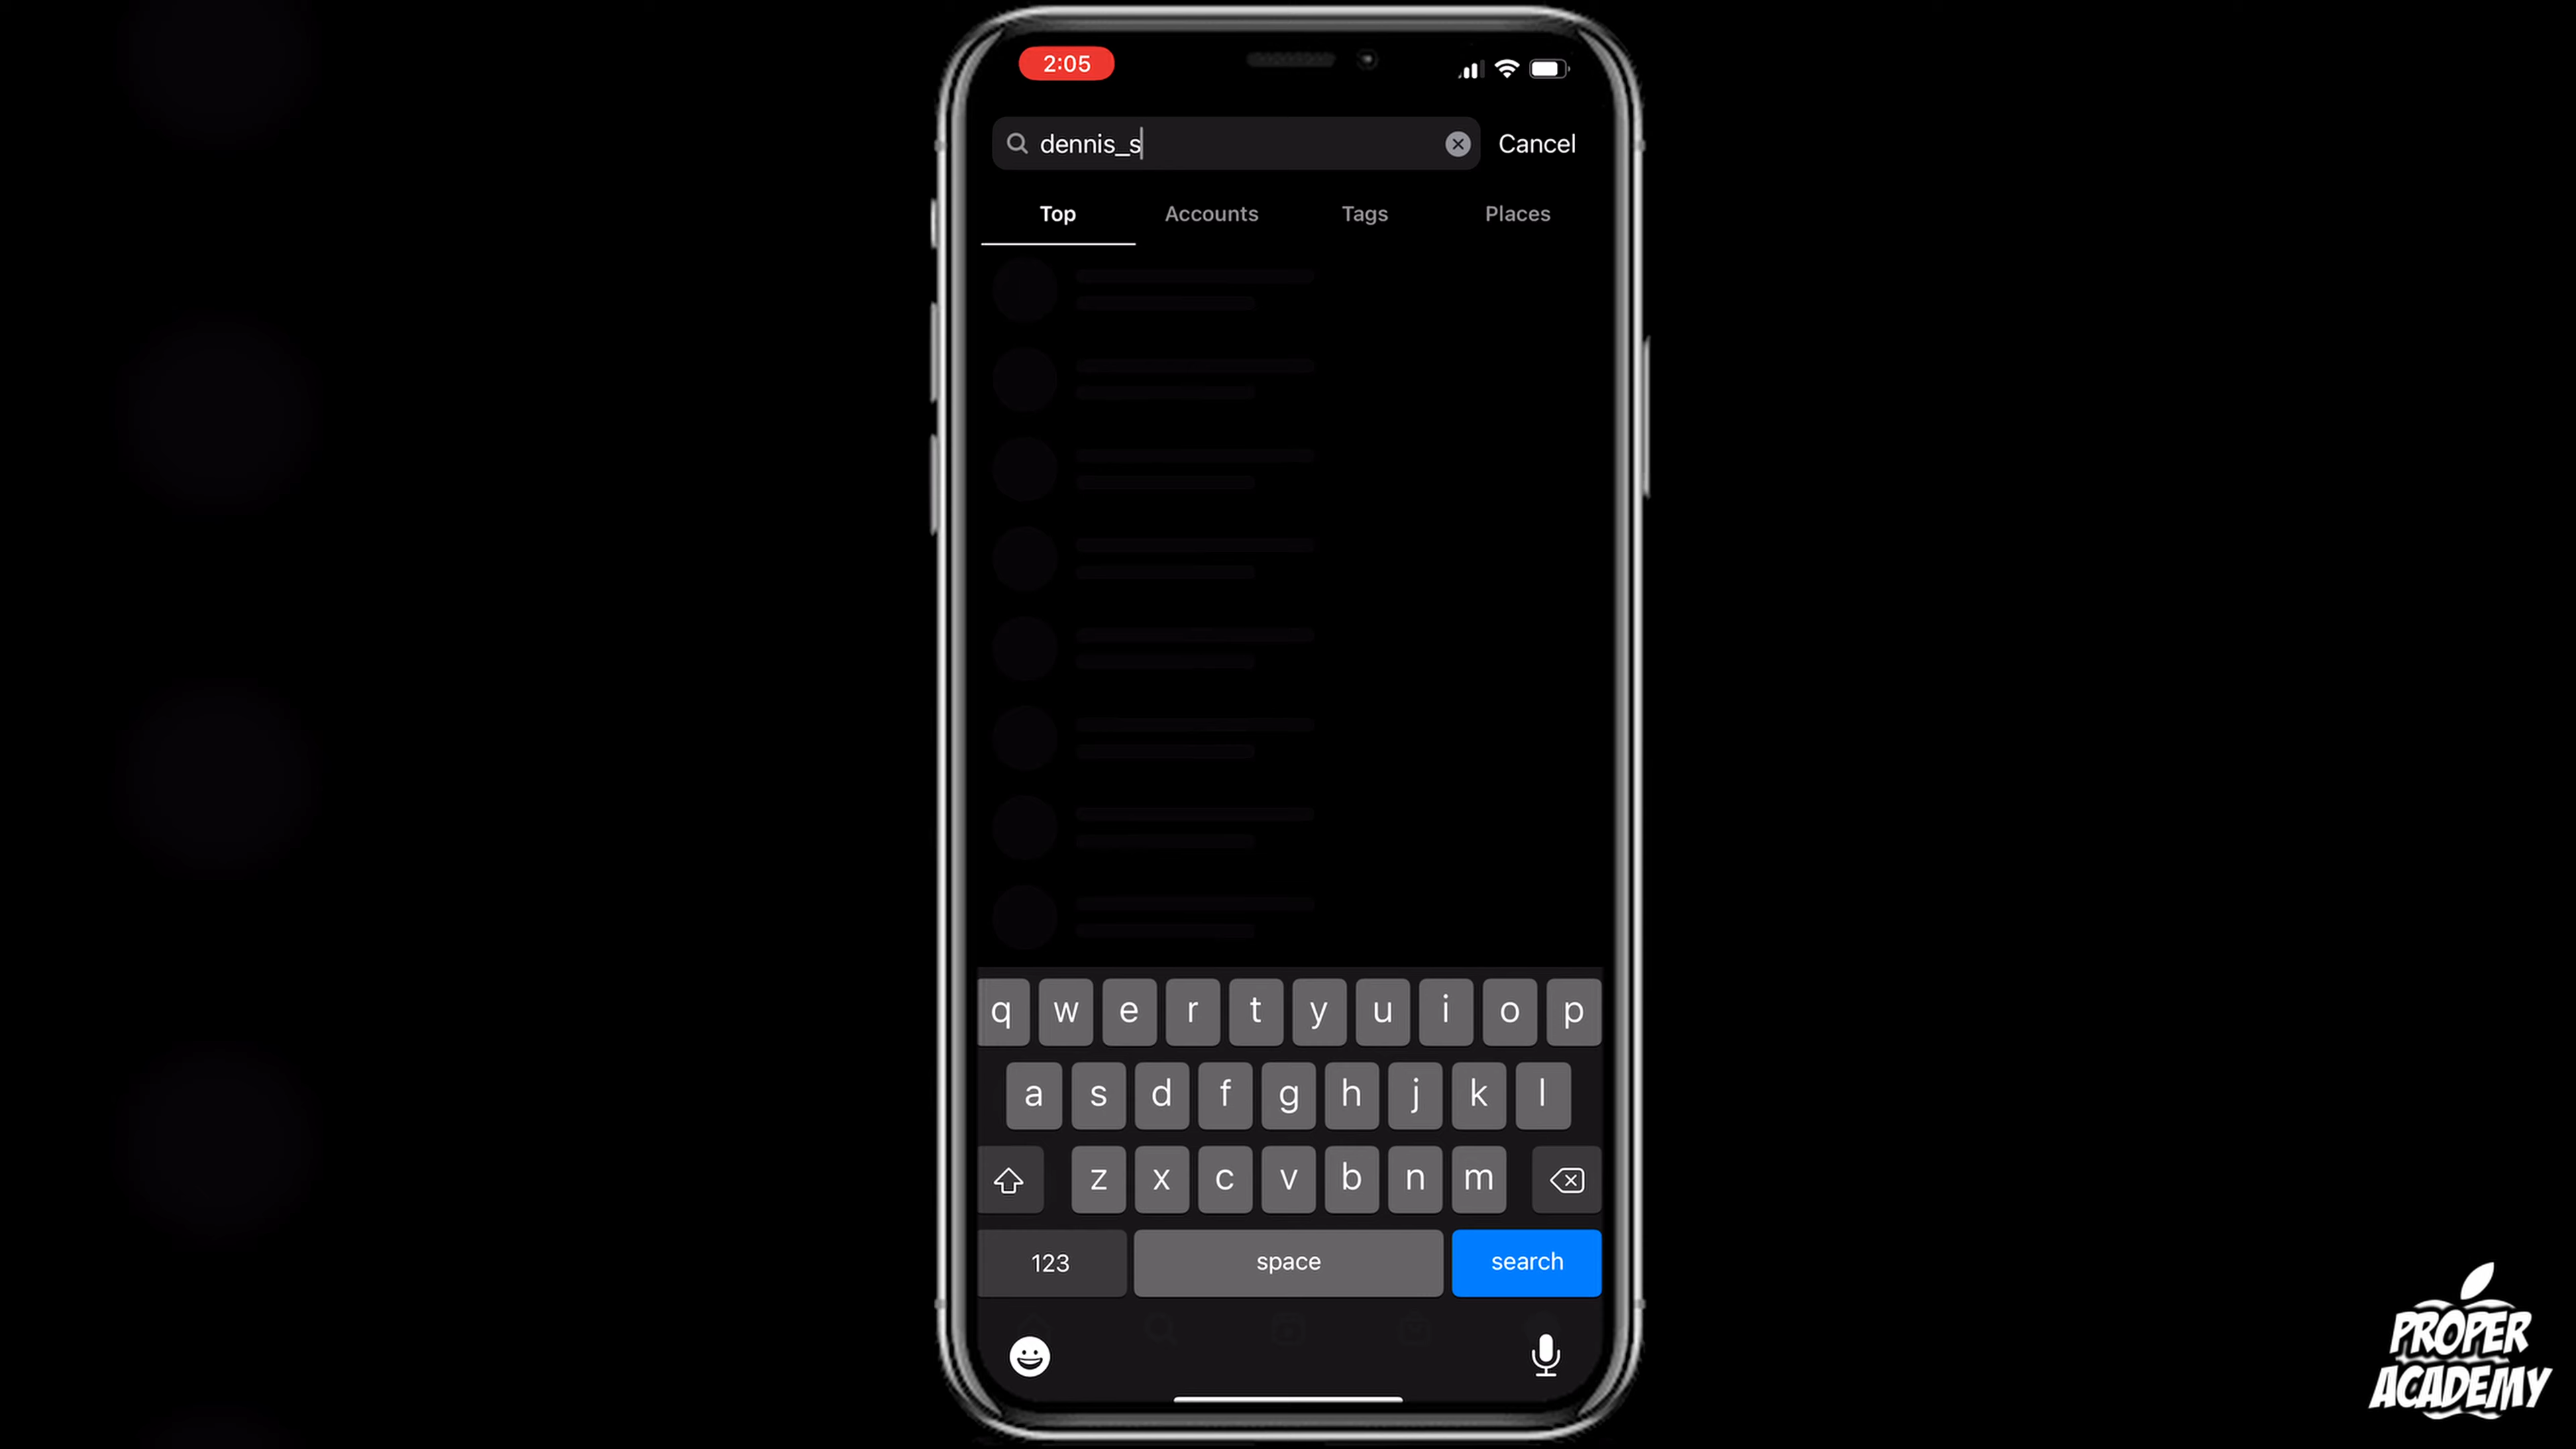 2:05
dennis_s
Cancel
Top Accounts Tags Places
q w e r t y u i o p
a s d f g h j k l
z x c v b n m
123 space search
PROPER
ACADEMY